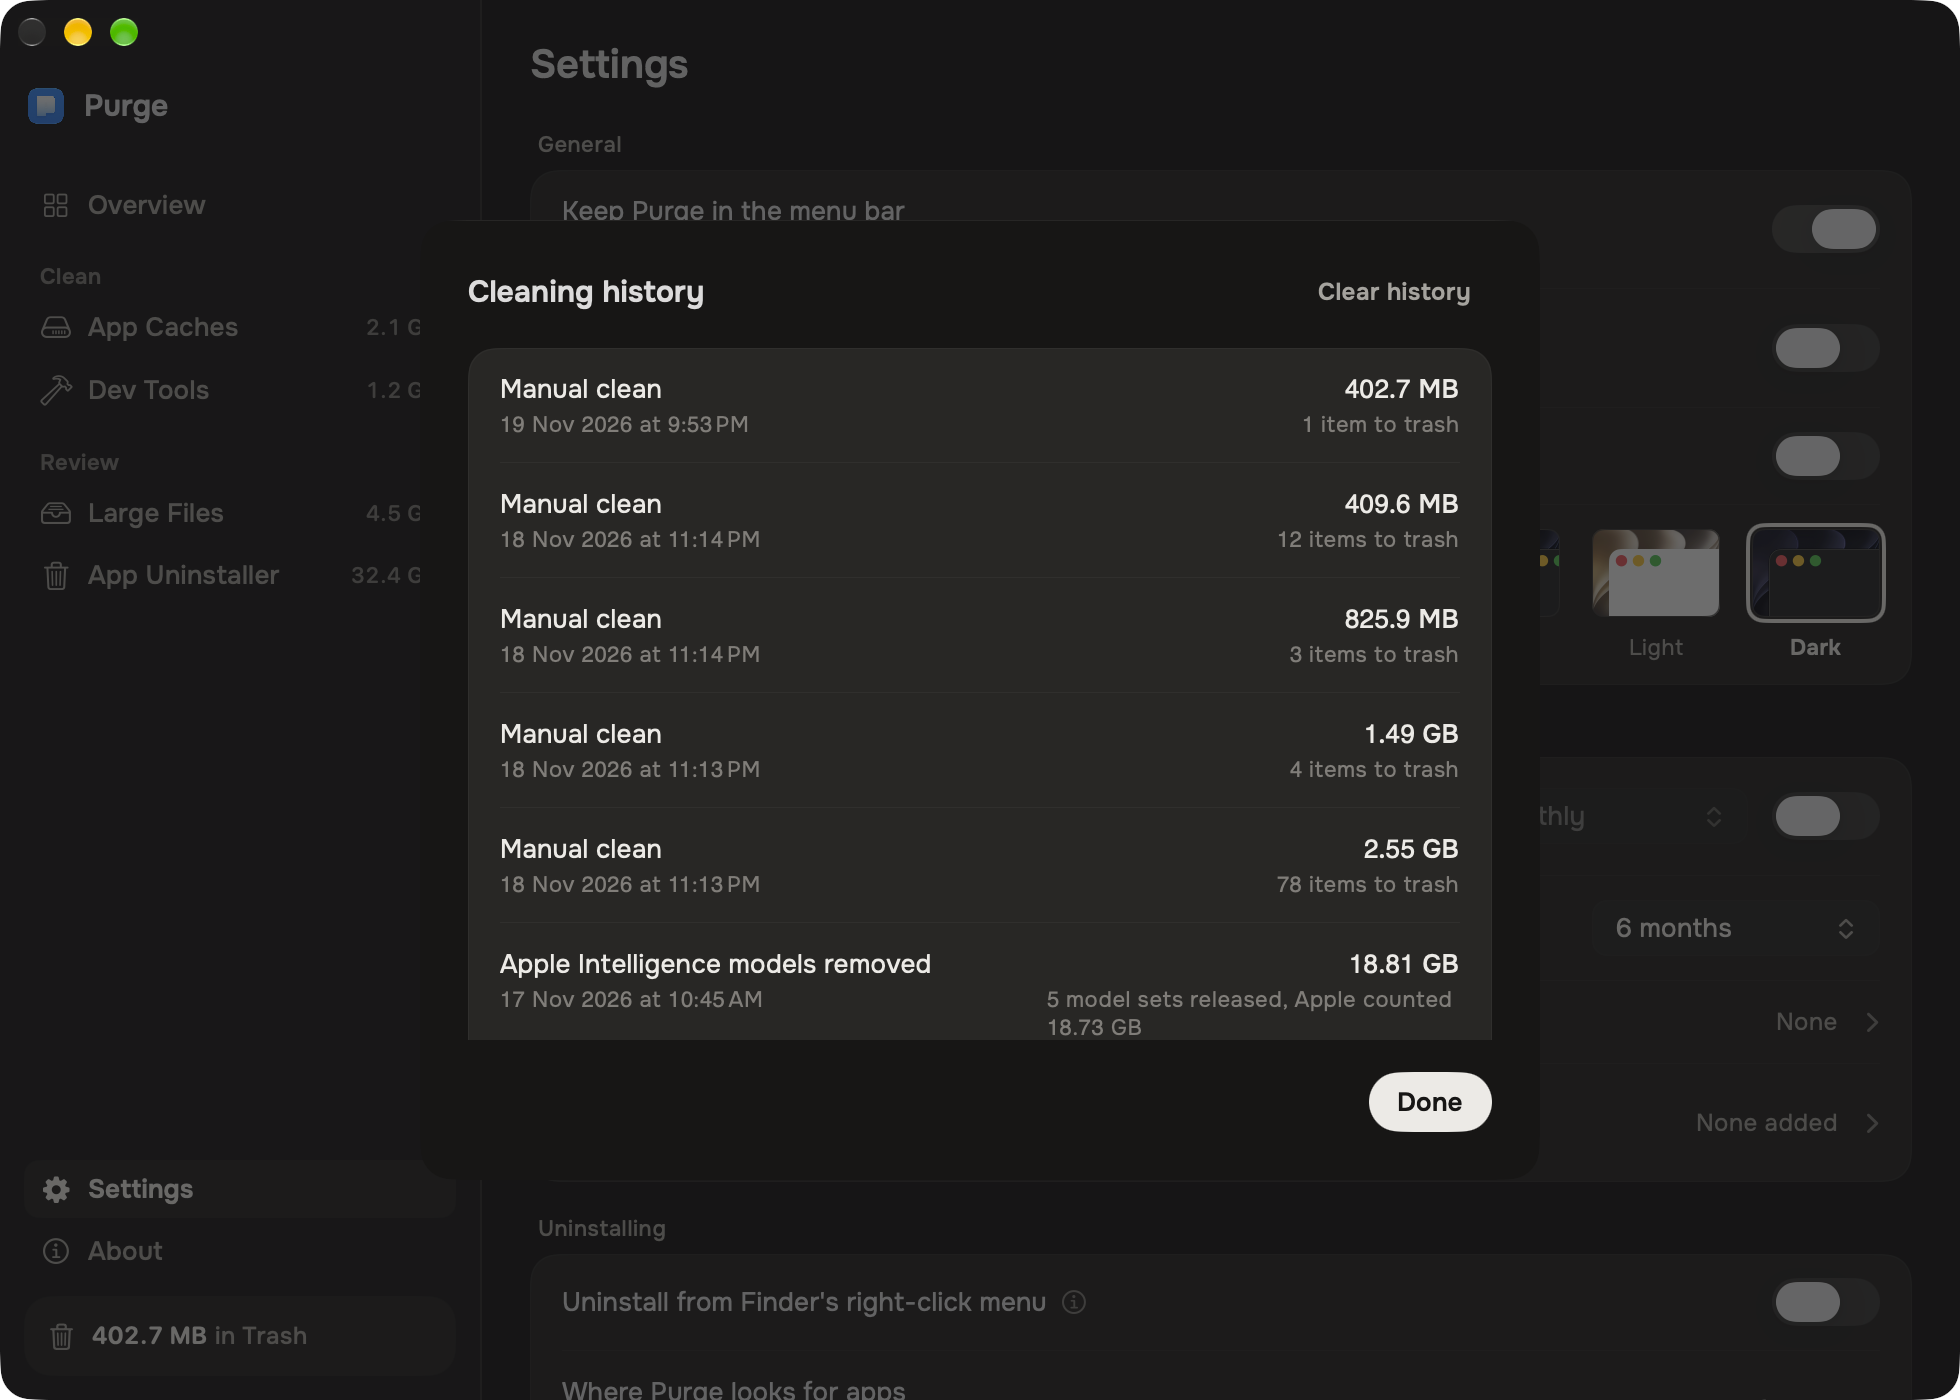 Purge
Overview
Clean
App Caches 2.1 G
Dev Tools 1.2 G
Review
Large Files 4.5 G
App Uninstaller 32.4 G
Settings
About
402.7 MB in Trash
Settings
General
Keep Purge in the menu bar
Light
Dark
thly
6 months
None
None added
Uninstalling
Uninstall from Finder's right-click menu
Where Purge looks for apps
Cleaning history
Clear history
Manual clean 402.7 MB
19 Nov 2026 at 9:53 PM 1 item to trash
Manual clean 409.6 MB
18 Nov 2026 at 11:14 PM 12 items to trash
Manual clean 825.9 MB
18 Nov 2026 at 11:14 PM 3 items to trash
Manual clean 1.49 GB
18 Nov 2026 at 11:13 PM 4 items to trash
Manual clean 2.55 GB
18 Nov 2026 at 11:13 PM 78 items to trash
Apple Intelligence models removed 18.81 GB
17 Nov 2026 at 10:45 AM 5 model sets released, Apple counted
18.73 GB
Done